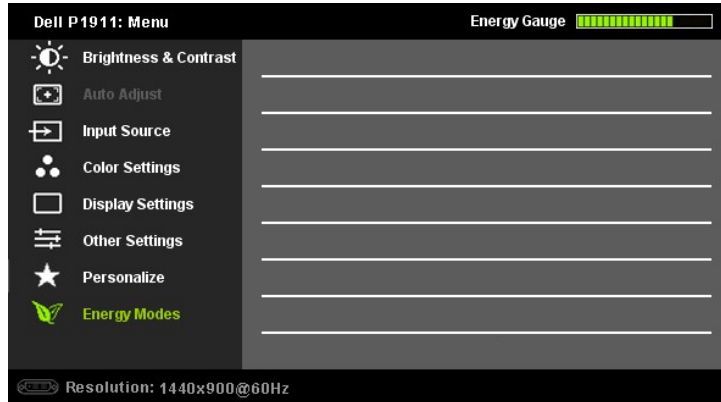 Dell P1911: Menu
Energy Gauge
Brightness & Contrast
Auto Adjust
Input Source
Color Settings
Display Settings
Other Settings
Personalize
Energy Modes
Resolution: 1440x900@60Hz